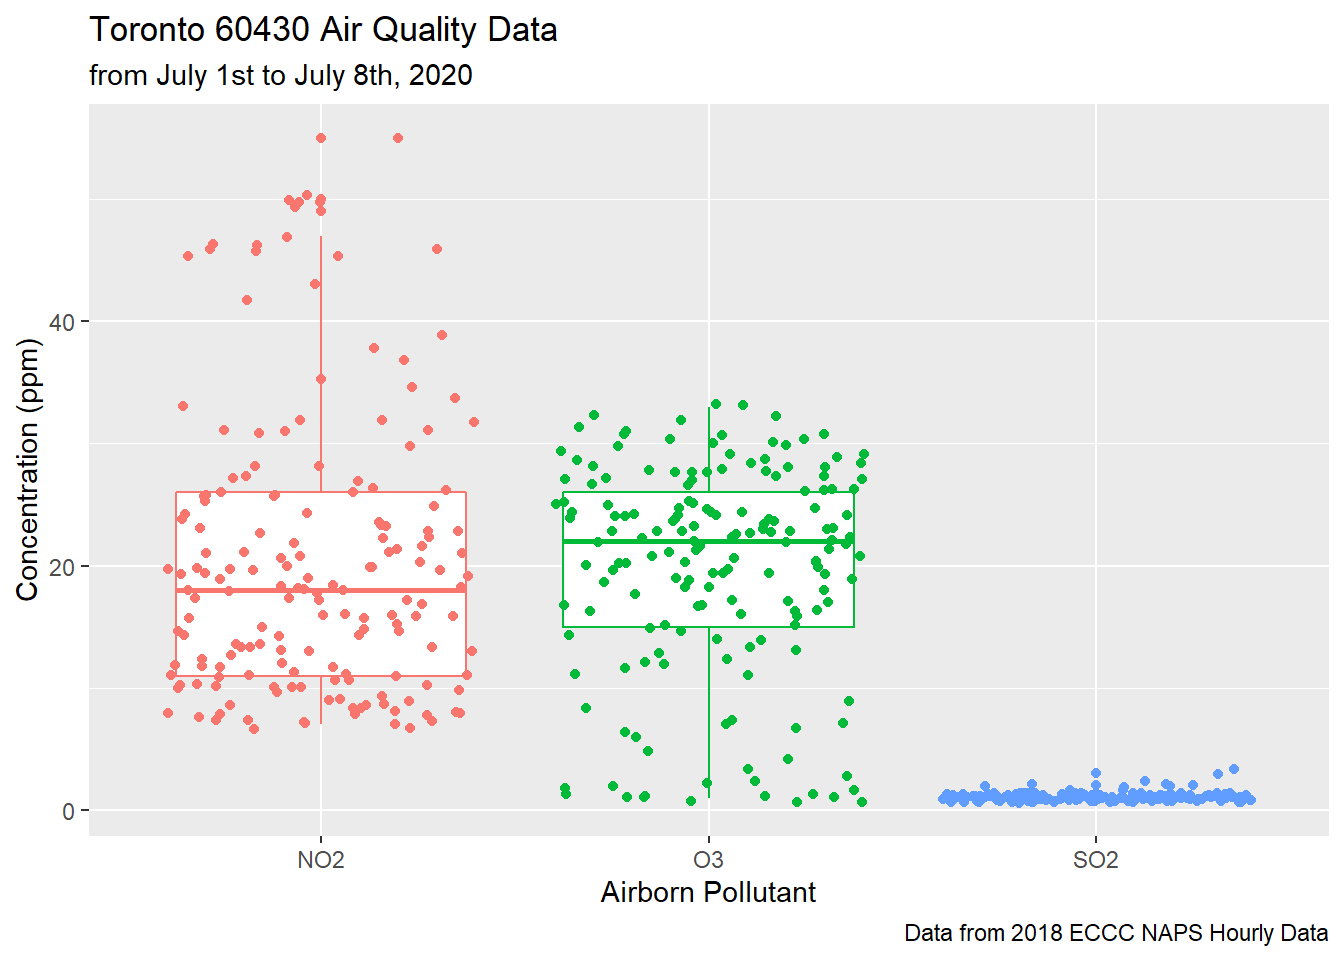 Toronto 60430 Air Quality Data
from July 1st to July 8th, 2020
Concentration (ppm)
40
20
0
NO2 O3 SO2
Airborn Pollutant
Data from 2018 ECCC NAPS Hourly Data